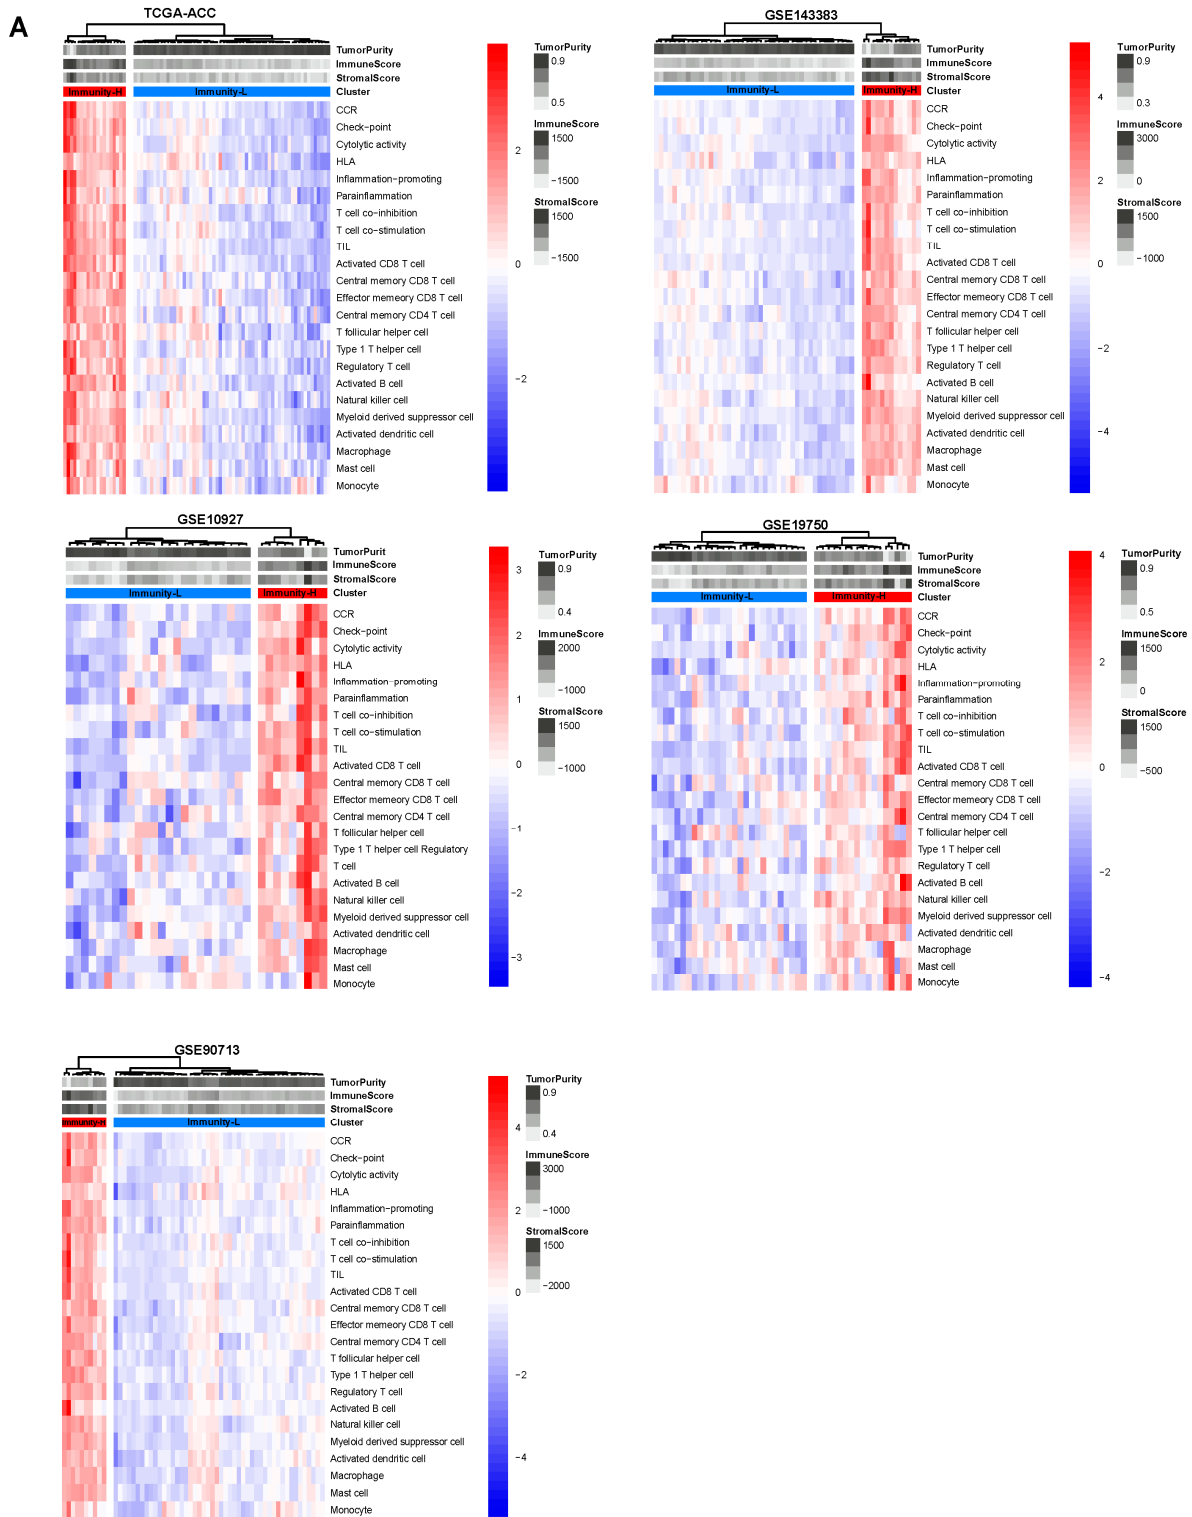 A
TCGA-ACC
TumorPurity
ImmuneScore
StromalScore
Immunity-H
Immunity-L
Cluster
CCR
Check-point
Cytolytic activity
HLA
Inflammation-promoting
Parainflammation
T cell co-inhibition
T cell co-stimulation
TIL
Activated CD8 T cell
Central memory CD8 T cell
Effector memeory CD8 T cell
Central memory CD4 T cell
T follicular helper cell
Type 1 T helper cell
Regulatory T cell
Activated B cell
Natural killer cell
Myeloid derived suppressor cell
Activated dendritic cell
Macrophage
Mast cell
Monocyte
2
0
-2
TumorPurity
0.9
0.5
ImmuneScore
1500
-1500
StromalScore
1500
-1500
GSE143383
TumorPurity
ImmuneScore
StromalScore
Immunity-L
Immunity-H
Cluster
CCR
Check-point
Cytolytic activity
HLA
Inflammation-promoting
Parainflammation
T cell co-inhibition
T cell co-stimulation
TIL
Activated CD8 T cell
Central memory CD8 T cell
Effector memeory CD8 T cell
Central memory CD4 T cell
T follicular helper cell
Type 1 T helper cell
Regulatory T cell
Activated B cell
Natural killer cell
Myeloid derived suppressor cell
Activated dendritic cell
Macrophage
Mast cell
Monocyte
4
2
0
-2
-4
TumorPurity
0.9
0.3
ImmuneScore
3000
0
StromalScore
1500
-1000
GSE10927
TumorPurit
ImmuneScore
StromalScore
Immunity-L
Immunity-H
Cluster
CCR
Check-point
Cytolytic activity
HLA
Inflammation-promoting
Parainflammation
T cell co-inhibition
T cell co-stimulation
TIL
Activated CD8 T cell
Central memory CD8 T cell
Effector memeory CD8 T cell
Central memory CD4 T cell
T follicular helper cell
Type 1 T helper cell Regulatory
T cell
Activated B cell
Natural killer cell
Myeloid derived suppressor cell
Activated dendritic cell
Macrophage
Mast cell
Monocyte
3
2
1
0
-1
-2
-3
TumorPurity
0.9
0.4
ImmuneScore
2000
-1000
StromalScore
1500
-1000
GSE19750
TumorPurity
ImmuneScore
StromalScore
Immunity-L
Immunity-H
Cluster
CCR
Check-point
Cytolytic activity
HLA
Inflammation-promoting
Parainflammation
T cell co-inhibition
T cell co-stimulation
TIL
Activated CD8 T cell
Central memory CD8 T cell
Effector memeory CD8 T cell
Central memory CD4 T cell
T follicular helper cell
Type 1 T helper cell
Regulatory T cell
Activated B cell
Natural killer cell
Myeloid derived suppressor cell
Activated dendritic cell
Macrophage
Mast cell
Monocyte
4
2
0
-2
-4
TumorPurity
0.9
0.5
ImmuneScore
1500
0
StromalScore
1500
-500
GSE90713
TumorPurity
ImmuneScore
StromalScore
Immunity-H
Immunity-L
Cluster
CCR
Check-point
Cytolytic activity
HLA
Inflammation-promoting
Parainflammation
T cell co-inhibition
T cell co-stimulation
TIL
Activated CD8 T cell
Central memory CD8 T cell
Effector memeory CD8 T cell
Central memory CD4 T cell
T follicular helper cell
Type 1 T helper cell
Regulatory T cell
Activated B cell
Natural killer cell
Myeloid derived suppressor cell
Activated dendritic cell
Macrophage
Mast cell
Monocyte
4
2
0
-2
-4
TumorPurity
0.9
0.4
ImmuneScore
3000
-1000
StromalScore
1500
-2000